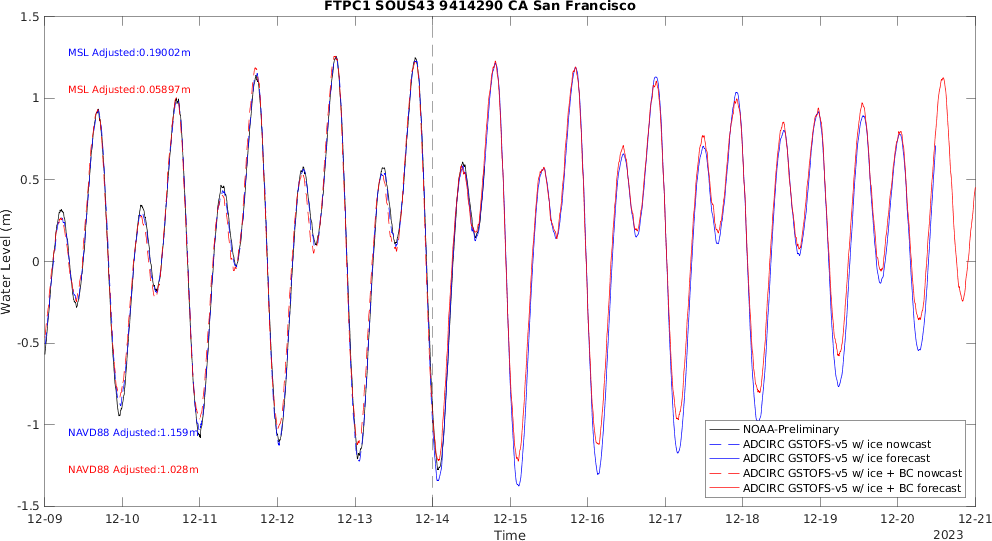 FTPC1 SOUS43 9414290 CA San Francisco
1.5
1
0.5
0
-0.5
-1
-1.5
Water Level (m)
MSL Adjusted:0.19002m
MSL Adjusted:0.05897m
NAVD88 Adjusted:1.159m
NAVD88 Adjusted:1.028m
NOAA-Preliminary
ADCIRC GSTOFS-v5 w/ ice nowcast
ADCIRC GSTOFS-v5 w/ ice forecast
ADCIRC GSTOFS-v5 w/ ice + BC nowcast
ADCIRC GSTOFS-v5 w/ ice + BC forecast
12-09 12-10 12-11 12-12 12-13 12-14 12-15 12-16 12-17 12-18 12-19 12-20 12-21
Time
2023